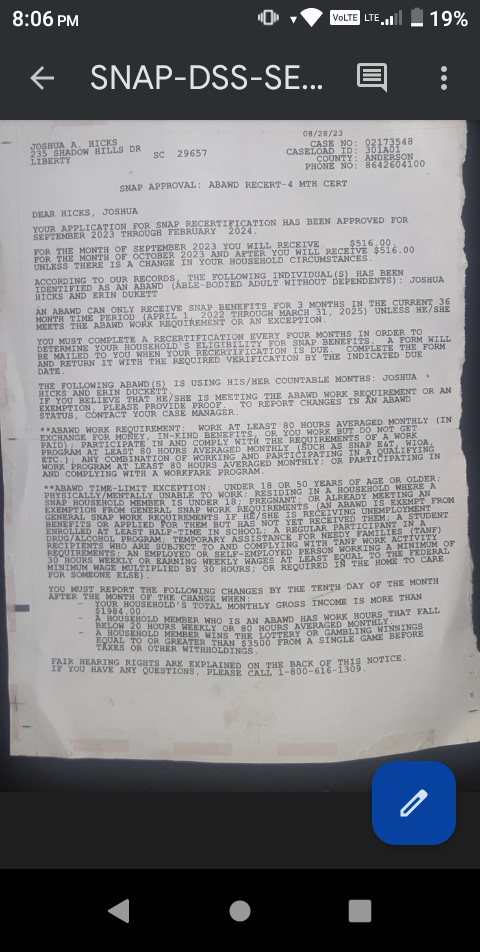 8:06 PM
VoLTE
LTE
19%
SNAP-DSS-SE...
08/28/23
JOSHUA A. HICKS
235 SHADOW HILLS DR
LIBERTY SC 29657
CASE NO: 02173548
CASELOAD ID: 301A01
COUNTY: ANDERSON
PHONE NO: 8642604100
SNAP APPROVAL: ABAWD RECERT-4 MTH CERT
DEAR HICKS, JOSHUA
YOUR APPLICATION FOR SNAP RECERTIFICATION HAS BEEN APPROVED FOR
SEPTEMBER 2023 THROUGH FEBRUARY 2024.
FOR THE MONTH OF SEPTEMBER 2023 YOU WILL RECEIVE $516.00.
FOR THE MONTH OF OCTOBER 2023 AND AFTER YOU WILL RECEIVE $516.00
UNLESS THERE IS A CHANGE IN YOUR HOUSEHOLD CIRCUMSTANCES.
ACCORDING TO OUR RECORDS, THE FOLLOWING INDIVIDUAL(S) HAS BEEN
IDENTIFIED AS AN ABAWD (ABLE-BODIED ADULT WITHOUT DEPENDENTS): JOSHUA
HICKS AND ERIN DUKETT
AN ABAWD CAN ONLY RECEIVE SNAP BENEFITS FOR 3 MONTHS IN THE CURRENT 36
MONTH TIME PERIOD (APRIL 1, 2022 THROUGH MARCH 31, 2025) UNLESS HE/SHE
MEETS THE ABAWD WORK REQUIREMENT OR AN EXCEPTION.
YOU MUST COMPLETE A RECERTIFICATION EVERY FOUR MONTHS IN ORDER TO
DETERMINE YOUR HOUSEHOLD'S ELIGIBILITY FOR SNAP BENEFITS. A FORM WILL
BE MAILED TO YOU WHEN YOUR RECERTIFICATION IS DUE. COMPLETE THE FORM
AND RETURN IT WITH THE REQUIRED VERIFICATION BY THE INDICATED DUE
DATE.
THE FOLLOWING ABAWD(S) IS USING HIS/HER COUNTABLE MONTHS: JOSHUA
HICKS AND ERIN DUCKETT
IF YOU BELIEVE THAT HE/SHE IS MEETING THE ABAWD WORK REQUIREMENT OR AN
EXEMPTION, PLEASE PROVIDE PROOF. TO REPORT CHANGES IN AN ABAWD
STATUS, CONTACT YOUR CASE MANAGER.
**ABAWD WORK REQUIREMENT: WORK AT LEAST 80 HOURS AVERAGED MONTHLY (IN
EXCHANGE FOR MONEY, IN-KIND BENEFITS, OR YOU WORK BUT DO NOT GET
PAID); PARTICIPATE IN AND COMPLY WITH THE REQUIREMENTS OF A WORK
PROGRAM AT LEAST 80 HOURS AVERAGED MONTHLY (SUCH AS SNAP E&T, WIOA,
ETC.); ANY COMBINATION OF WORKING AND PARTICIPATING IN A QUALIFYING
WORK PROGRAM AT LEAST 80 HOURS AVERAGED MONTHLY; OR PARTICIPATING IN
AND COMPLYING WITH A WORKFARE PROGRAM.
**ABAWD TIME-LIMIT EXCEPTION: UNDER 18 OR 50 YEARS OF AGE OR OLDER;
PHYSICALLY/MENTALLY UNABLE TO WORK; RESIDING IN A HOUSEHOLD WHERE A
SNAP HOUSEHOLD MEMBER IS UNDER 18; PREGNANT; OR ALREADY MEETING AN
EXEMPTION FROM GENERAL SNAP WORK REQUIREMENTS (AN ABAWD IS EXEMPT FROM
GENERAL SNAP WORK REQUIREMENTS IF HE/SHE IS RECEIVING UNEMPLOYMENT
BENEFITS OR APPLIED FOR THEM BUT HAS NOT YET RECEIVED THEM; A STUDENT
ENROLLED AT LEAST HALF-TIME IN SCHOOL; A REGULAR PARTICIPANT IN A
DRUG/ALCOHOL PROGRAM; TEMPORARY ASSISTANCE FOR NEEDY FAMILIES (TANF)
RECIPIENTS WHO ARE SUBJECT TO AND COMPLYING WITH TANF WORK ACTIVITY
REQUIREMENTS; AN EMPLOYED OR SELF-EMPLOYED PERSON WORKING A MINIMUM OF
30 HOURS WEEKLY OR EARNING WEEKLY WAGES AT LEAST EQUAL TO THE FEDERAL
MINIMUM WAGE MULTIPLIED BY 30 HOURS; OR REQUIRED IN THE HOME TO CARE
FOR SOMEONE ELSE).
YOU MUST REPORT THE FOLLOWING CHANGES BY THE TENTH DAY OF THE MONTH
AFTER THE MONTH OF THE CHANGE WHEN:
- YOUR HOUSEHOLD'S TOTAL MONTHLY GROSS INCOME IS MORE THAN
$1984.00.
- A HOUSEHOLD MEMBER WHO IS AN ABAWD HAS WORK HOURS THAT FALL
BELOW 20 HOURS WEEKLY OR 80 HOURS AVERAGED MONTHLY.
- A HOUSEHOLD MEMBER WINS THE LOTTERY OR GAMBLING WINNINGS
EQUAL TO OR GREATER THAN $3500 FROM A SINGLE GAME BEFORE
TAXES OR OTHER WITHHOLDINGS.
FAIR HEARING RIGHTS ARE EXPLAINED ON THE BACK OF THIS NOTICE.
IF YOU HAVE ANY QUESTIONS, PLEASE CALL 1-800-616-1309.